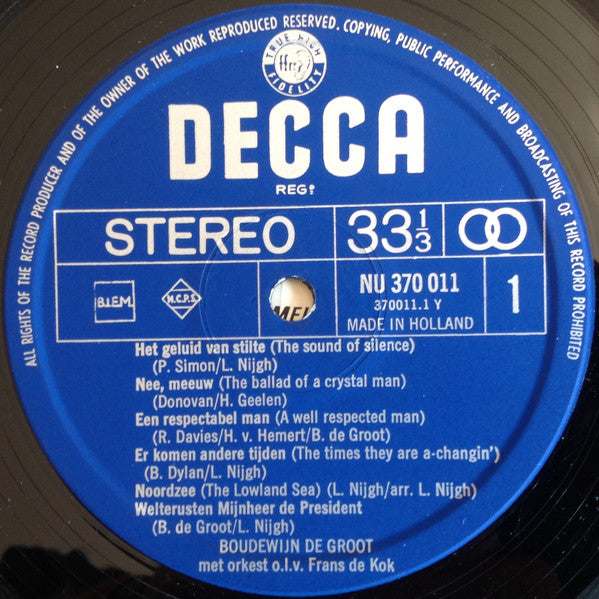 ALL RIGHTS OF THE RECORD PRODUCER AND OF THE OWNER OF THE WORK REPRODUCED RESERVED. COPYING, PUBLIC PERFORMANCE AND BROADCASTING OF THIS RECORD PROHIBITED
TRUE HIGH
ffrr
FIDELITY
DECCA
REGD.
STEREO 33 1/3
B.I.E.M. M.C.P.S. NU 370 011 1
370011.1 Y
MADE IN HOLLAND
Het geluid van stilte (The sound of silence)
(P. Simon/L. Nijgh)
Nee, meeuw (The ballad of a crystal man)
(Donovan/H. Geelen)
Een respectabel man (A well respected man)
(R. Davies/H. v. Hemert/B. de Groot)
Er komen andere tijden (The times they are a-changin')
(B. Dylan/L. Nijgh)
Noordzee (The Lowland Sea) (L. Nijgh/arr. L. Nijgh)
Welterusten Mijnheer de President
(B. de Groot/L. Nijgh)
BOUDEWIJN DE GROOT
met orkest o.l.v. Frans de Kok